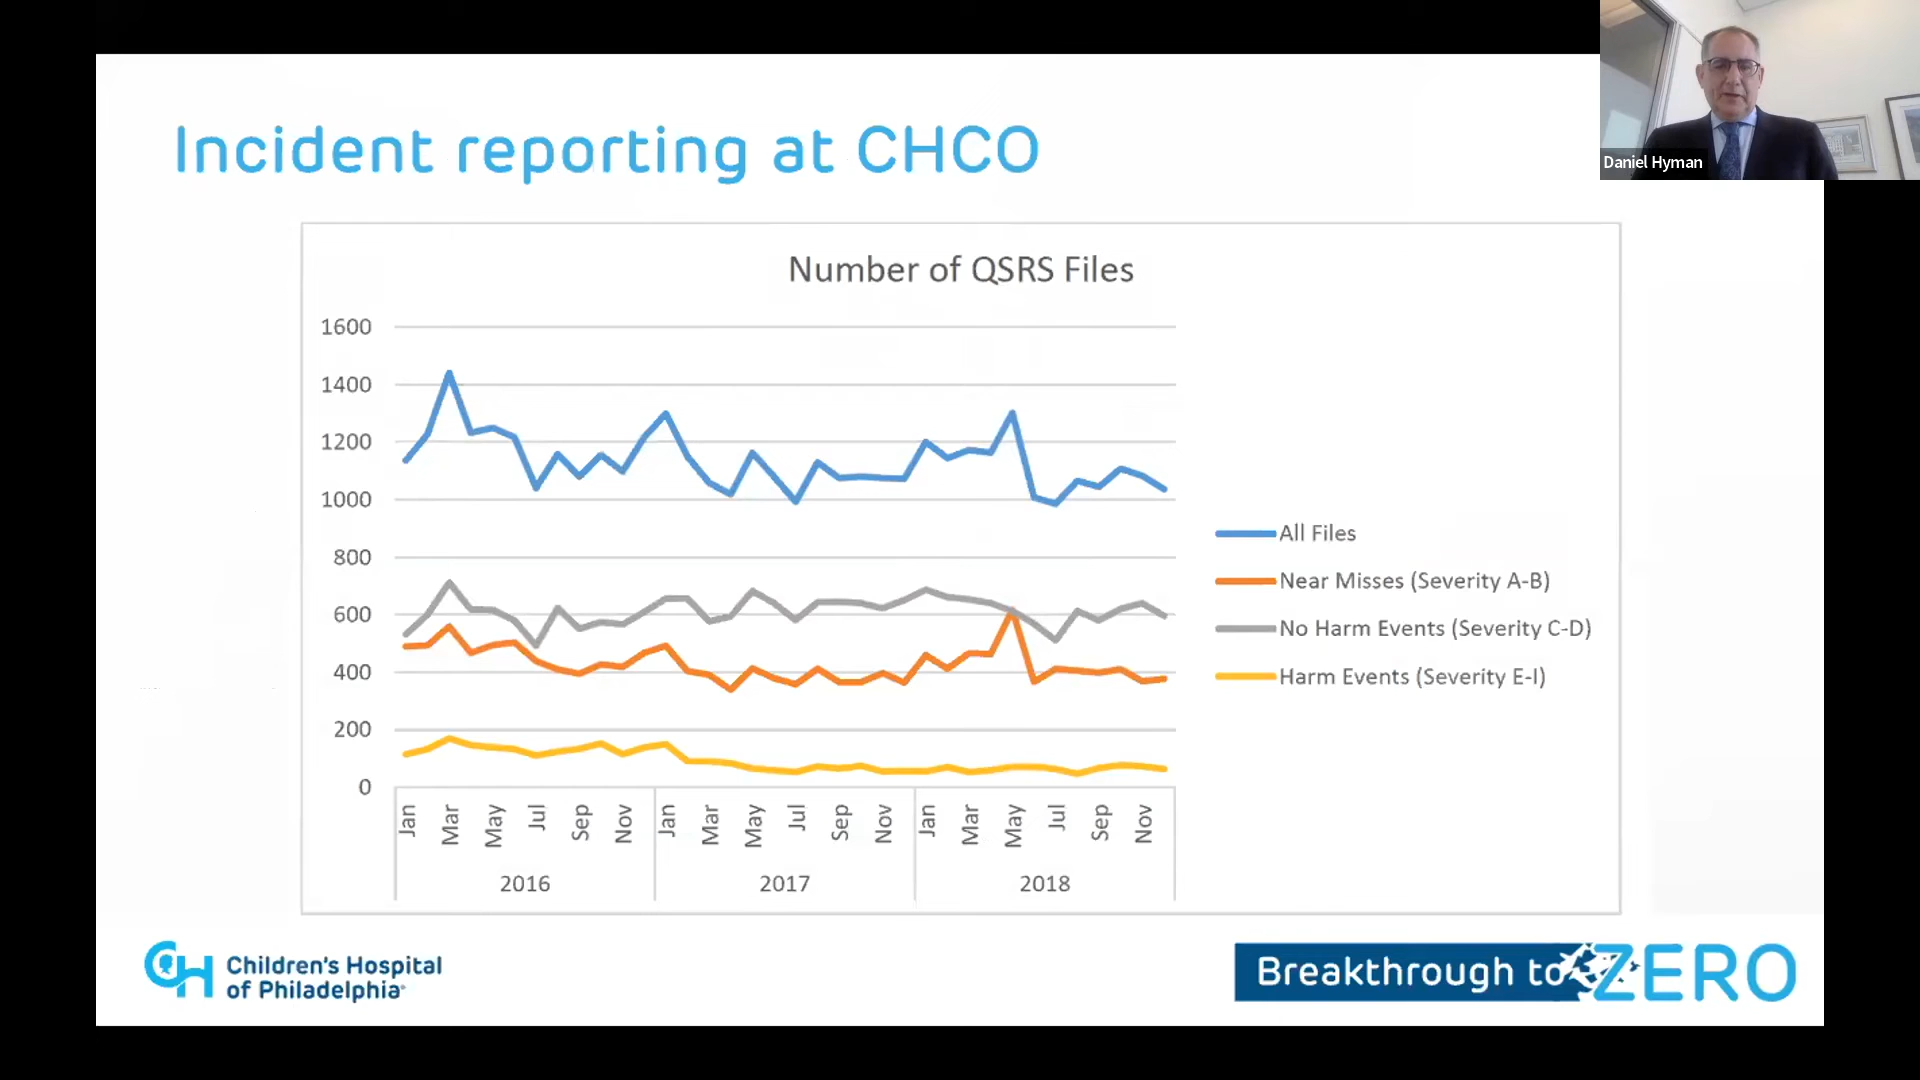 Daniel Hyman
Incident reporting at CHCO
Number of QSRS Files
1600
1400
1200
1000
800
600
400
200
0
All Files
Near Misses (Severity A-B)
No Harm Events (Severity C-D)
Harm Events (Severity E-I)
Jan Mar May Jul Sep Nov Jan Mar May Jul Sep Nov Jan Mar May Jul Sep Nov
2016 2017 2018
CH
Children's Hospital
of Philadelphia
Breakthrough to ZERO